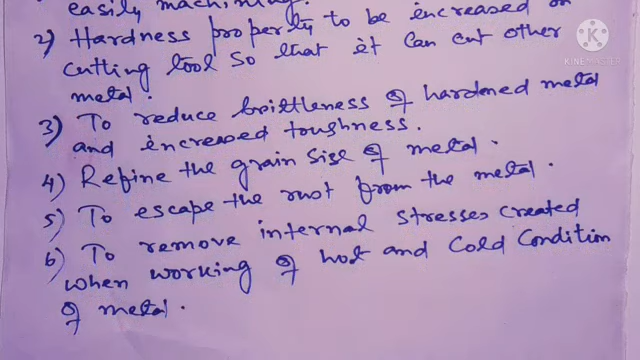 easily machining.
2) Hardness property to be increased on
cutting tool so that it can cut other
metal.
3) To reduce brittleness of hardened metal
and increased toughness.
4) Refine the grain size of metal.
5) To escape the rust from the metal.
6) To remove internal stresses created
when working of hot and cold condition
of metal.
KINEMASTER